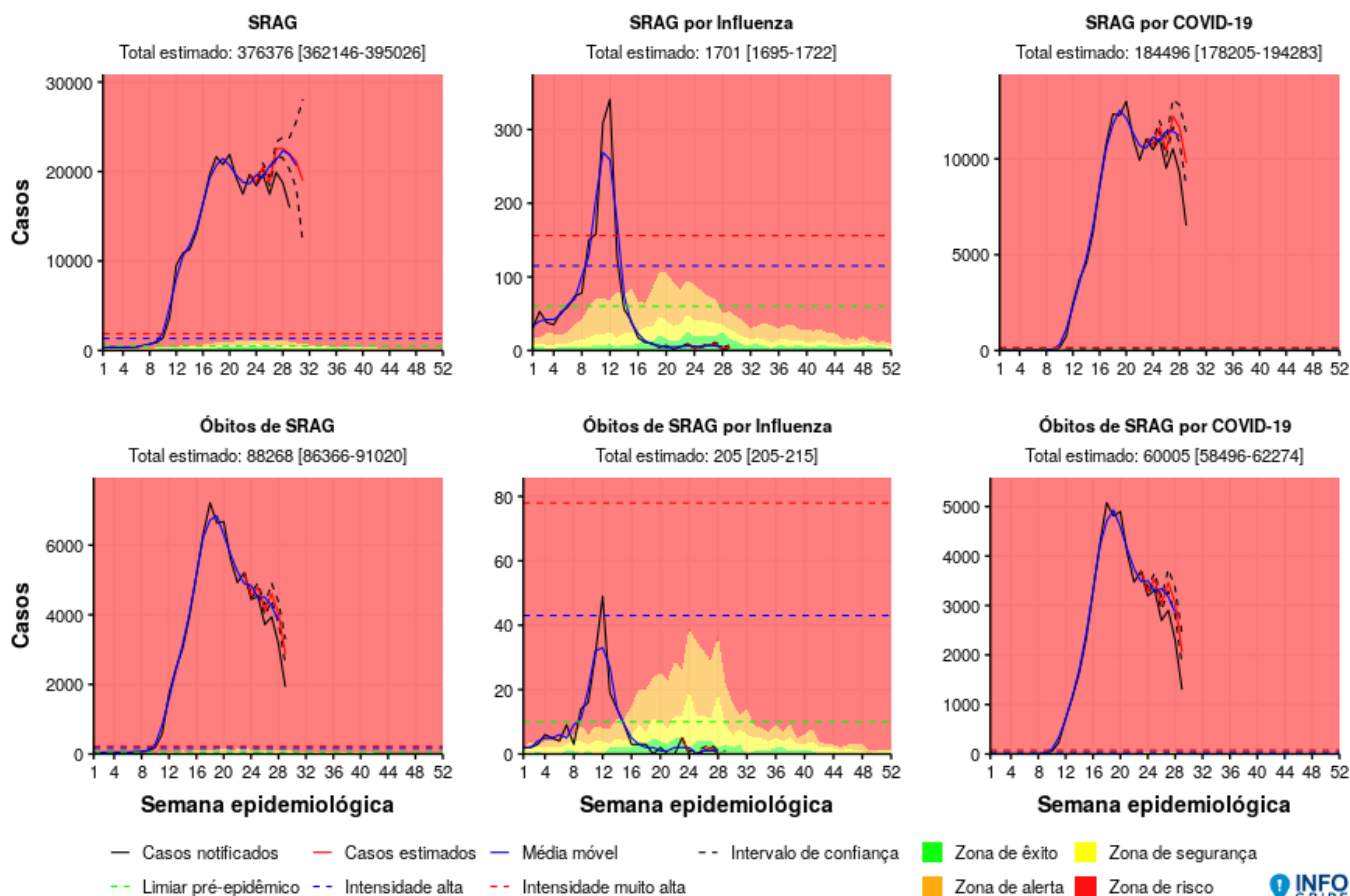 SRAG
Total estimado: 376376 [362146-395026]
SRAG por Influenza
Total estimado: 1701 [1695-1722]
SRAG por COVID-19
Total estimado: 184496 [178205-194283]
Casos
30000
20000
10000
0
1 4 8 12 16 20 24 28 32 36 40 44 48 52
300
200
100
0
1 4 8 12 16 20 24 28 32 36 40 44 48 52
10000
5000
0
1 4 8 12 16 20 24 28 32 36 40 44 48 52
Óbitos de SRAG
Total estimado: 88268 [86366-91020]
Óbitos de SRAG por Influenza
Total estimado: 205 [205-215]
Óbitos de SRAG por COVID-19
Total estimado: 60005 [58496-62274]
Casos
6000
4000
2000
0
1 4 8 12 16 20 24 28 32 36 40 44 48 52
Semana epidemiológica
80
60
40
20
0
1 4 8 12 16 20 24 28 32 36 40 44 48 52
Semana epidemiológica
5000
4000
3000
2000
1000
0
1 4 8 12 16 20 24 28 32 36 40 44 48 52
Semana epidemiológica
Casos notificados
Casos estimados
Média móvel
Intervalo de confiança
Zona de êxito
Zona de segurança
Limiar pré-epidêmico
Intensidade alta
Intensidade muito alta
Zona de alerta
Zona de risco
INFO